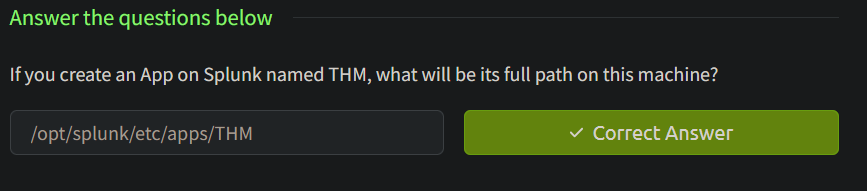 Answer the questions below
If you create an App on Splunk named THM, what will be its full path on this machine?
/opt/splunk/etc/apps/THM
✓ Correct Answer